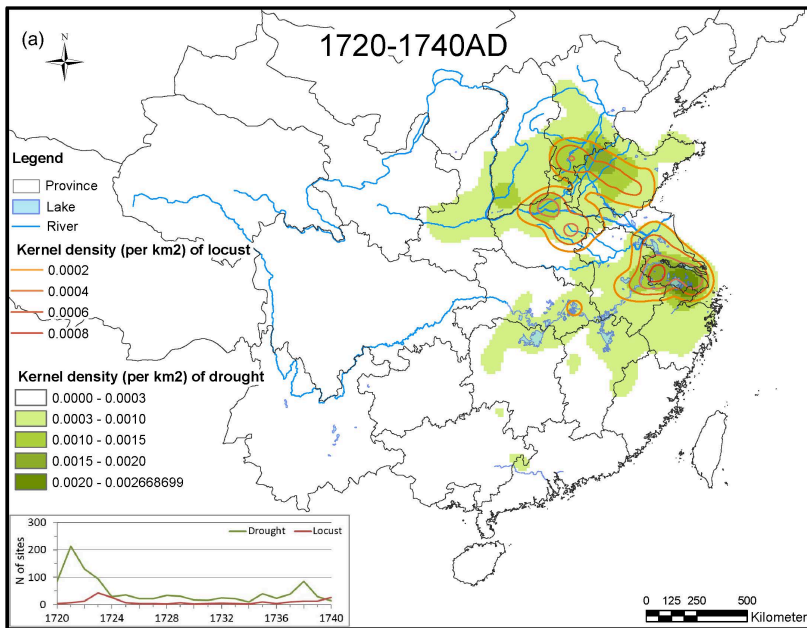 (a)
N
1720-1740AD
Legend
Province
Lake
River
Kernel density (per km2) of locust
0.0002
0.0004
0.0006
0.0008
Kernel density (per km2) of drought
0.0000 - 0.0003
0.0003 - 0.0010
0.0010 - 0.0015
0.0015 - 0.0020
0.0020 - 0.002668699
N of sites
300
200
100
0
Drought
Locust
1720 1724 1728 1732 1736 1740
0 125 250 500
Kilometer